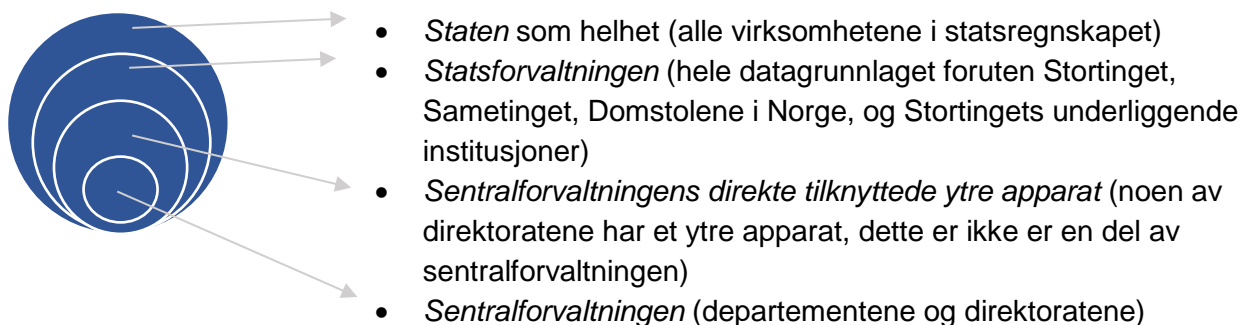 • Staten som helhet (alle virksomhetene i statsregnskapet)
• Statsforvaltningen (hele datagrunnlaget foruten Stortinget,
Sametinget, Domstolene i Norge, og Stortingets underliggende
institusjoner)
• Sentralforvaltningens direkte tilknyttede ytre apparat (noen av
direktoratene har et ytre apparat, dette er ikke er en del av
sentralforvaltningen)
• Sentralforvaltningen (departementene og direktoratene)